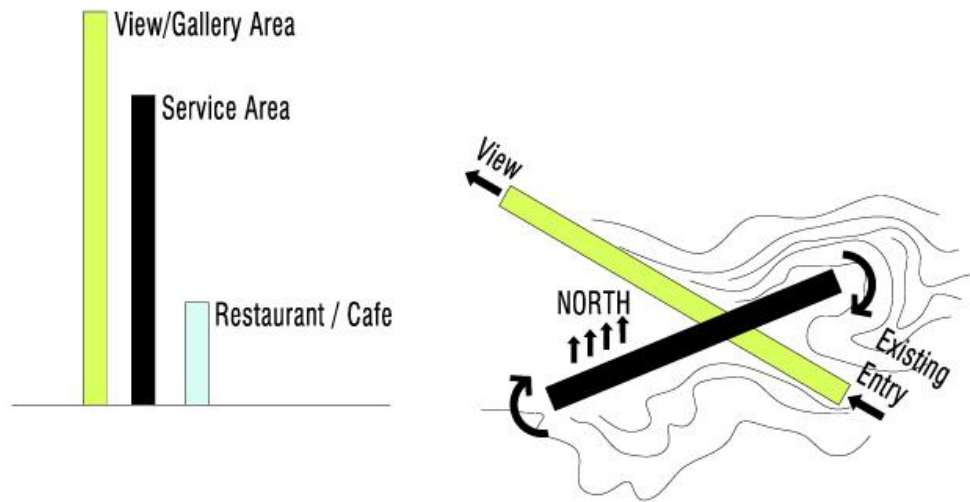 View/Gallery Area
Service Area
Restaurant / Cafe
View
NORTH
Existing
Entry